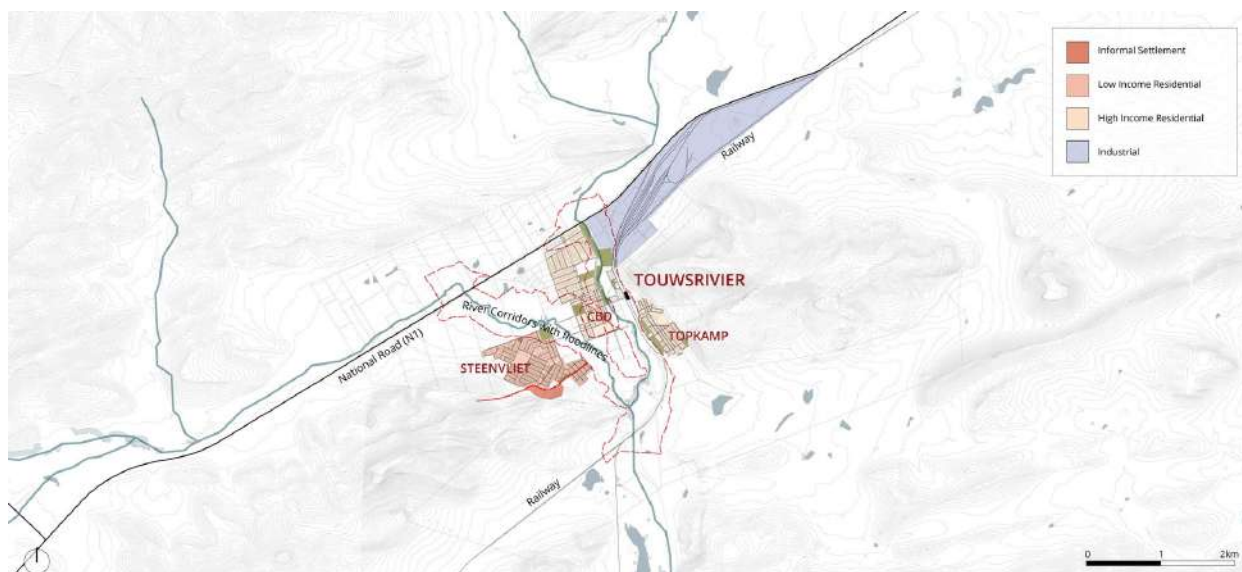 Informal Settlement
Low Income Residential
High Income Residential
Industrial
Railway
TOUWSRIVIER
River Corridors with floodlines
CBD
TOPKAMP
National Road (N1)
STEENVLIET
Railway
0 1 2km